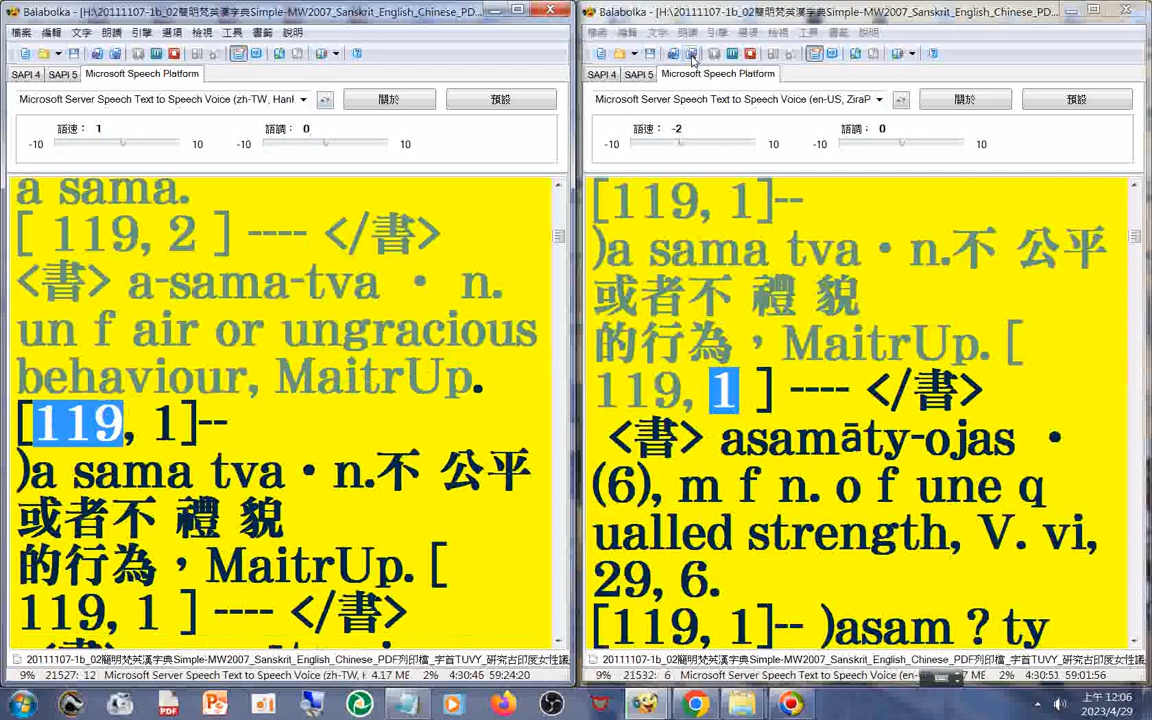 Balabolka - [H:\20111107-1b_02簡明梵英漢字典Simple-MW2007_Sanskrit_English_Chinese_PD...
檔案 編輯 文字 朗讀 引擎 選項 檢視 工具 書籤 說明
SAPI 4 SAPI 5 Microsoft Speech Platform
Microsoft Server Speech Text to Speech Voice (zh-TW, Hanl
關於 預設
語速： 1 語調： 0
-10 10 -10 10
a sama.
[ 119, 2 ] ---- </書>
<書> a-sama-tva • n.
un f air or ungracious
behaviour, MaitrUp.
[119, 1]--
)a sama tva • n.不 公平
或者不 禮 貌
的行為，MaitrUp. [
119, 1 ] ---- </書>
20111107-1b_02簡明梵英漢字典Simple-MW2007_Sanskrit_English_Chinese_PDF列印檔_字首TUVY_研究古印度女性議
9% 21527: 12 Microsoft Server Speech Text to Speech Voice (zh-TW, H 4.17 ME 2% 4:30:45 59:24:20
Balabolka - [H:\20111107-1b_02簡明梵英漢字典Simple-MW2007_Sanskrit_English_Chinese_PD...
檔案 編輯 文字 朗讀 引擎 選項 檢視 工具 書籤 說明
SAPI 4 SAPI 5 Microsoft Speech Platform
Microsoft Server Speech Text to Speech Voice (en-US, ZiraP
關於 預設
語速： -2 語調： 0
-10 10 -10 10
[119, 1]--
)a sama tva • n.不 公平
或者不 禮 貌
的行為，MaitrUp. [
119, 1 ] ---- </書>
<書> asamāty-ojas •
(6), m f n. o f une q
ualled strength, V. vi,
29, 6.
[119, 1]-- )asam ? ty
20111107-1b_02簡明梵英漢字典Simple-MW2007_Sanskrit_English_Chinese_PDF列印檔_字首TUVY_研究古印度女性議
9% 21532: 6 Microsoft Server Speech Text to Speech Voice (en-US, 4.17 ME 2% 4:30:51 59:01:56
上午 12:06
2023/4/29